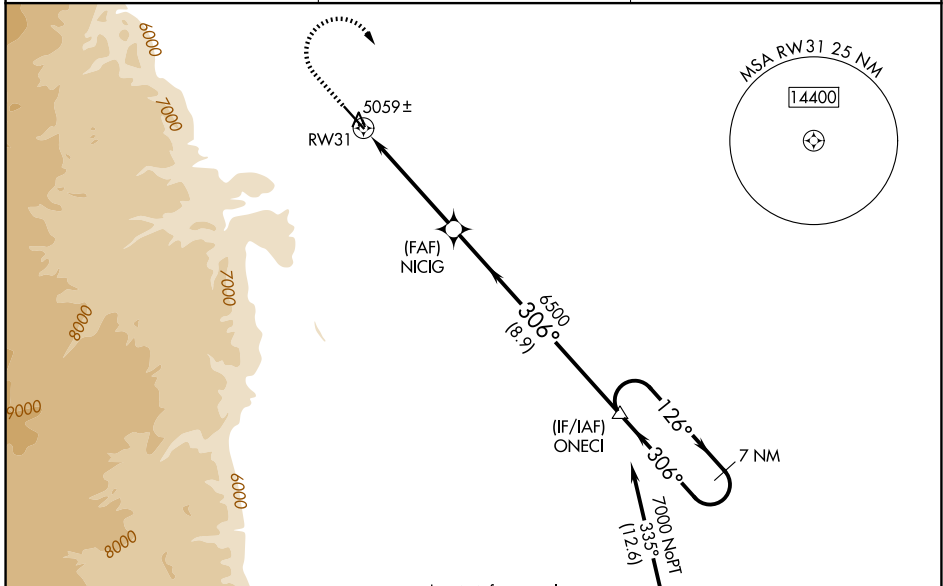 6000
7000
5059±
RW31
MSA RW31 25 NM
14400
(FAF)
NICIG
7000
8000
6500
306°
(8.9)
9000
(IF/IAF)
ONECI
126°
306°
7 NM
6000
7000 NoPT
335°
(12.6)
8000